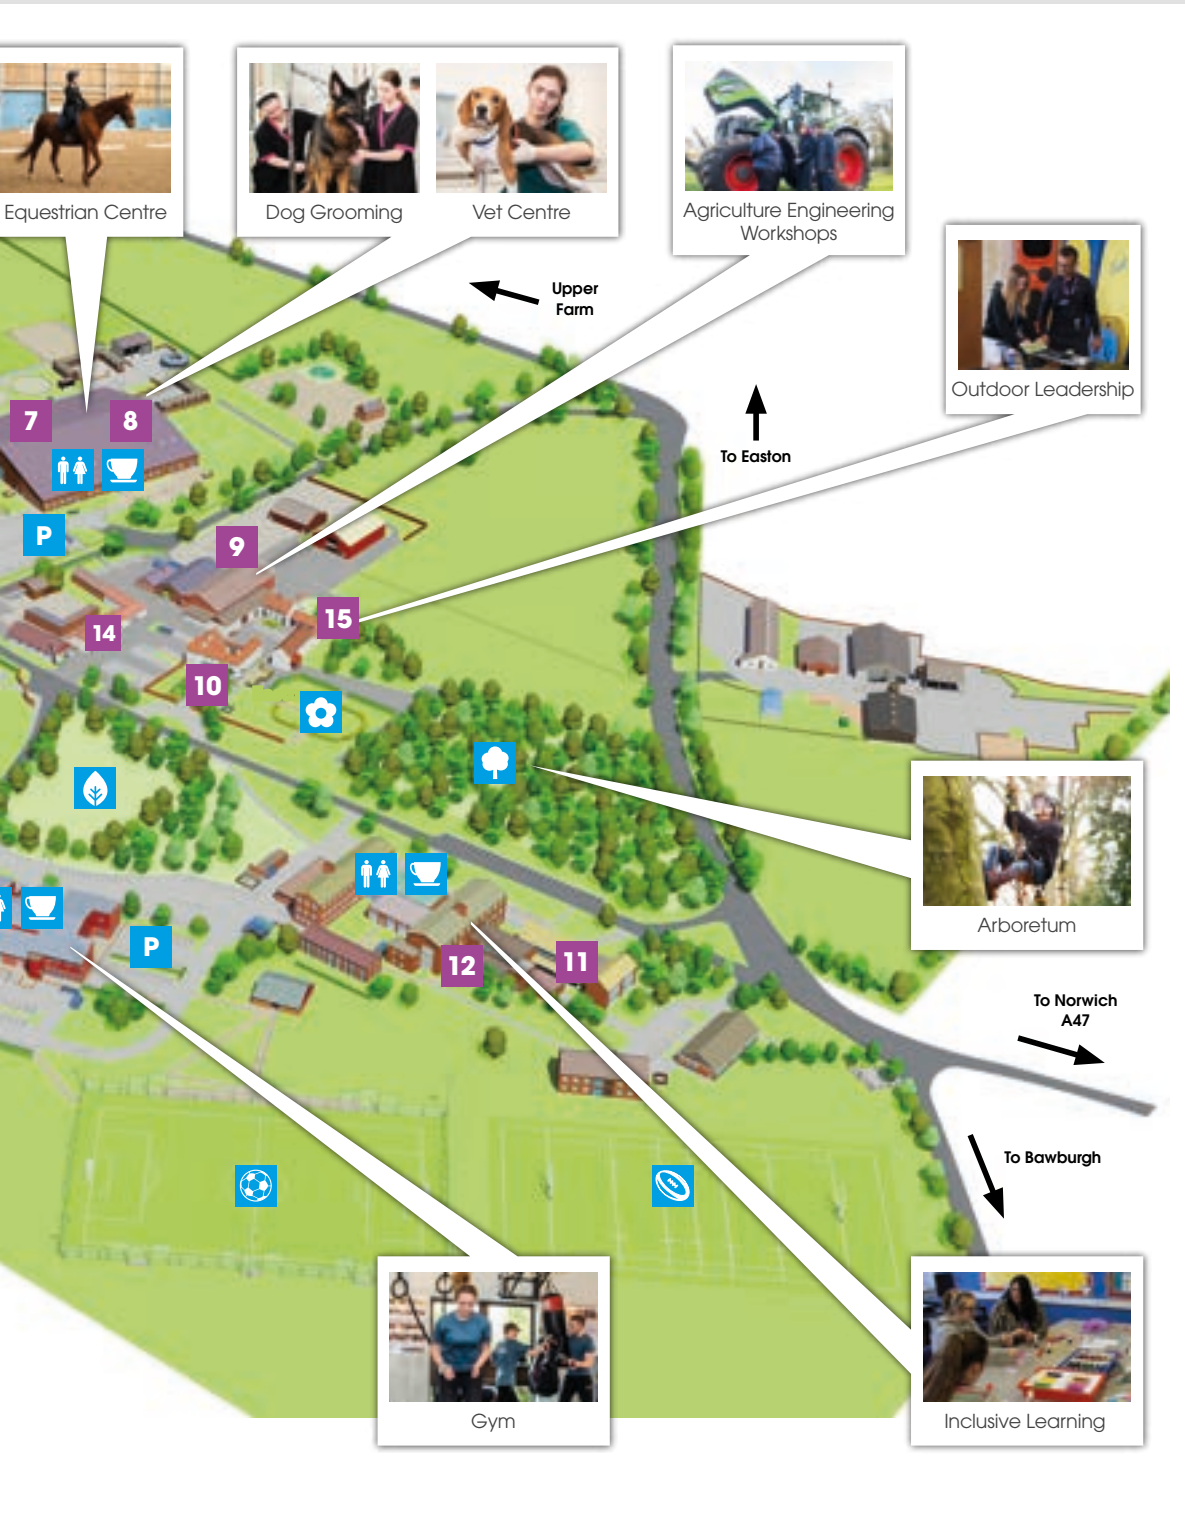 Equestrian Centre
Dog Grooming
Vet Centre
Agriculture Engineering
Workshops
Upper
Farm
Outdoor Leadership
To Easton
7
8
P
9
15
14
10
Arboretum
P
12
11
To Norwich
A47
To Bawburgh
Gym
Inclusive Learning